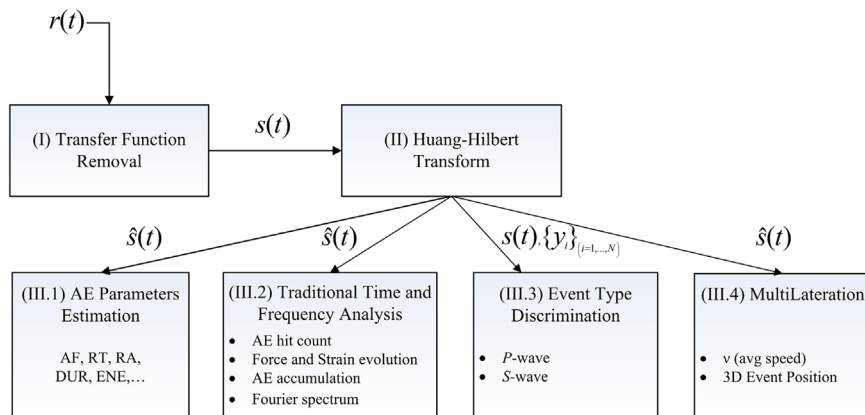 r(t)
(I) Transfer Function
Removal
s(t)
(II) Huang-Hilbert
Transform
ŝ(t)
ŝ(t)
s(t),{y_i}_(i=1,...,N)
ŝ(t)
(III.1) AE Parameters
Estimation
AF, RT, RA,
DUR, ENE,...
(III.2) Traditional Time and
Frequency Analysis
• AE hit count
• Force and Strain evolution
• AE accumulation
• Fourier spectrum
(III.3) Event Type
Discrimination
• P-wave
• S-wave
(III.4) MultiLateration
• ν (avg speed)
• 3D Event Position